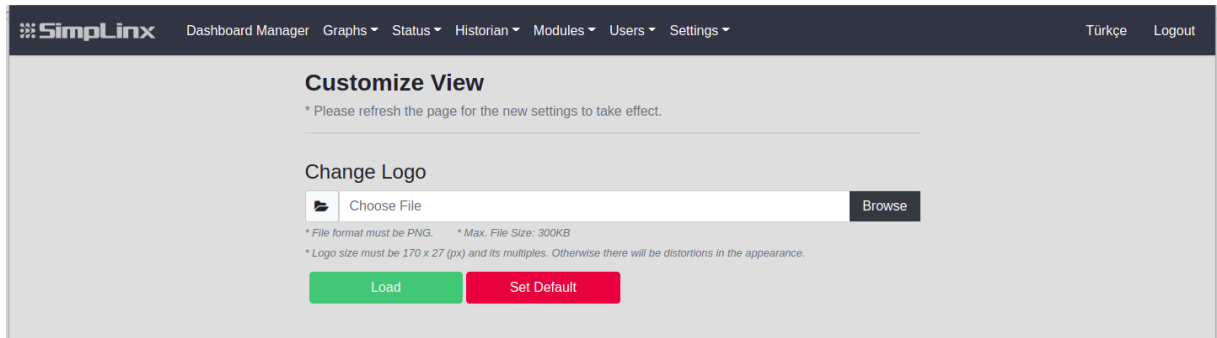 SimpLinx Dashboard Manager Graphs Status Historian Modules Users Settings Türkçe Logout
Customize View
* Please refresh the page for the new settings to take effect.
Change Logo
Choose File Browse
* File format must be PNG. * Max. File Size: 300KB
* Logo size must be 170 x 27 (px) and its multiples. Otherwise there will be distortions in the appearance.
Load Set Default